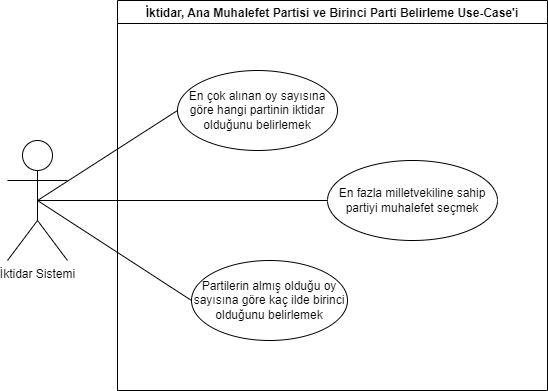 İktidar, Ana Muhalefet Partisi ve Birinci Parti Belirleme Use-Case'i
En çok alınan oy sayısına
göre hangi partinin iktidar
olduğunu belirlemek
En fazla milletvekiline sahip
partiyi muhalefet seçmek
İktidar Sistemi
Partilerin almış olduğu oy
sayısına göre kaç ilde birinci
olduğunu belirlemek